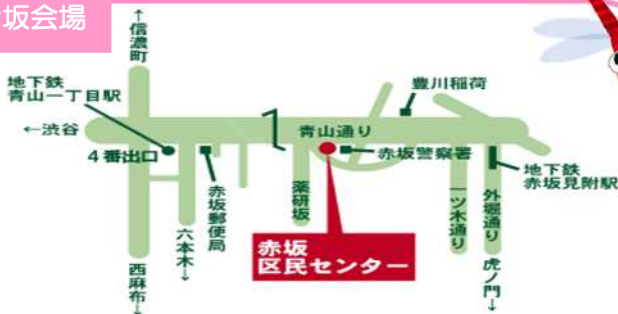 坂会場
↑信濃町
地下鉄
青山一丁目駅
←渋谷
4番出口
豊川稲荷
青山通り
赤坂警察署
地下鉄
赤坂見附駅
赤坂郵便局
薬研坂
一ツ木通り
外堀通り
六本木↓
西麻布↓
虎ノ門↓
赤坂
区民センター